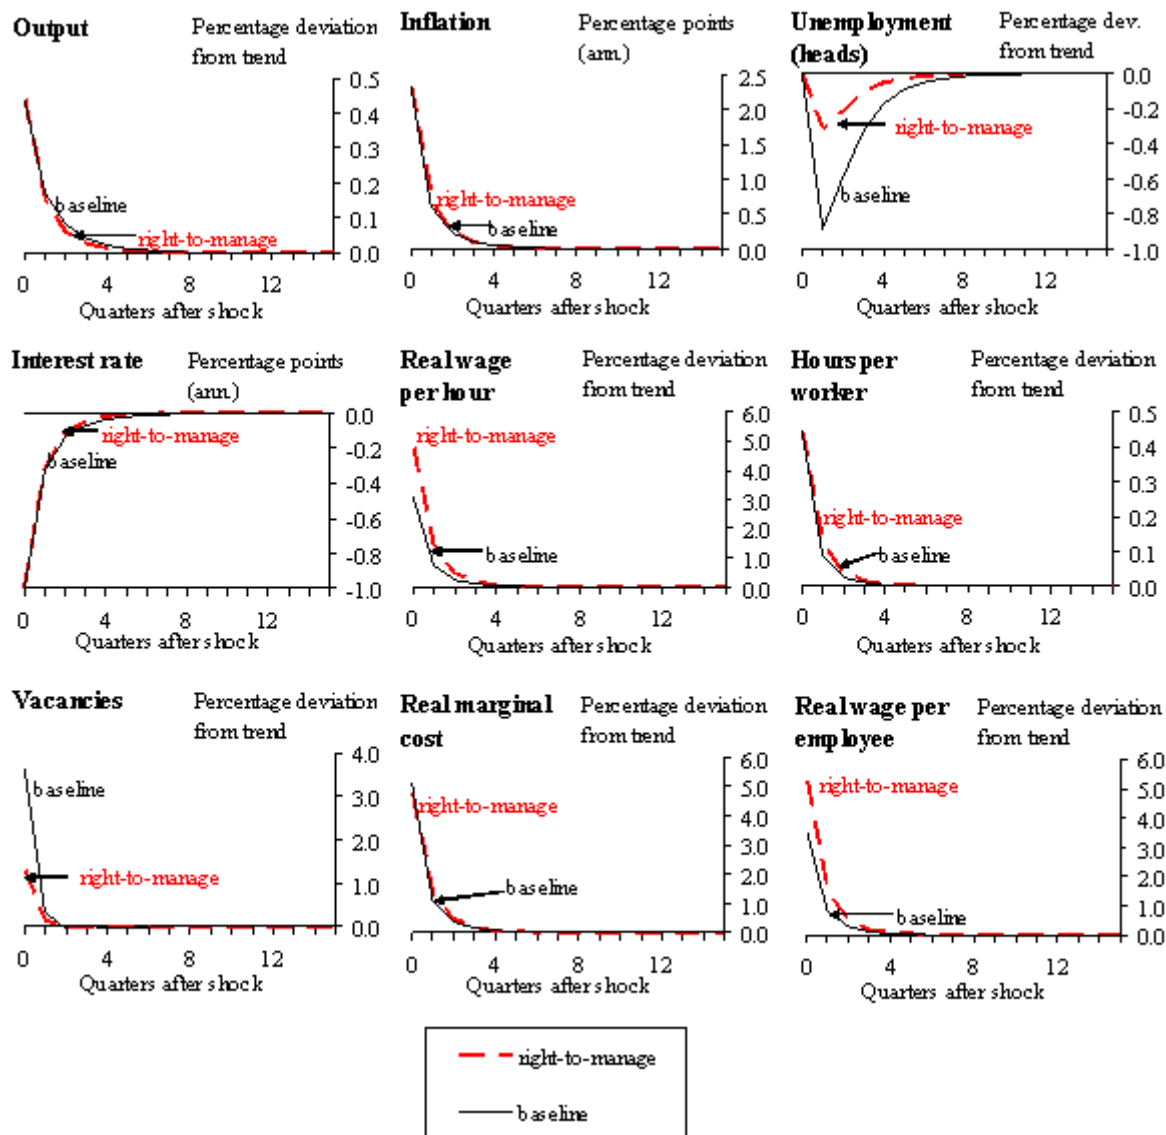 Output
Percentage deviation
from trend
0.5
0.4
0.3
0.2
0.1
0.0
baseline
right-to-manage
0 4 8 12
Quarters after shock
Inflation
Percentage points
(ann.)
2.5
2.0
1.5
1.0
0.5
0.0
right-to-manage
baseline
0 4 8 12
Quarters after shock
Unemployment
(heads)
Percentage dev.
from trend
0.0
-0.2
-0.4
-0.6
-0.8
-1.0
right-to-manage
baseline
0 4 8 12
Quarters after shock
Interest rate
Percentage points
(ann.)
0.0
-0.2
-0.4
-0.6
-0.8
-1.0
right-to-manage
baseline
0 4 8 12
Quarters after shock
Real wage
per hour
Percentage deviation
from trend
6.0
5.0
4.0
3.0
2.0
1.0
0.0
right-to-manage
baseline
0 4 8 12
Quarters after shock
Hours per
worker
Percentage deviation
from trend
0.5
0.4
0.3
0.2
0.1
0.0
right-to-manage
baseline
0 4 8 12
Quarters after shock
Vacancies
Percentage deviation
from trend
4.0
3.0
2.0
1.0
0.0
baseline
right-to-manage
0 4 8 12
Quarters after shock
Real marginal
cost
Percentage deviation
from trend
6.0
5.0
4.0
3.0
2.0
1.0
0.0
right-to-manage
baseline
0 4 8 12
Quarters after shock
Real wage per
employee
Percentage deviation
from trend
6.0
5.0
4.0
3.0
2.0
1.0
0.0
right-to-manage
baseline
0 4 8 12
Quarters after shock
right-to-manage
baseline